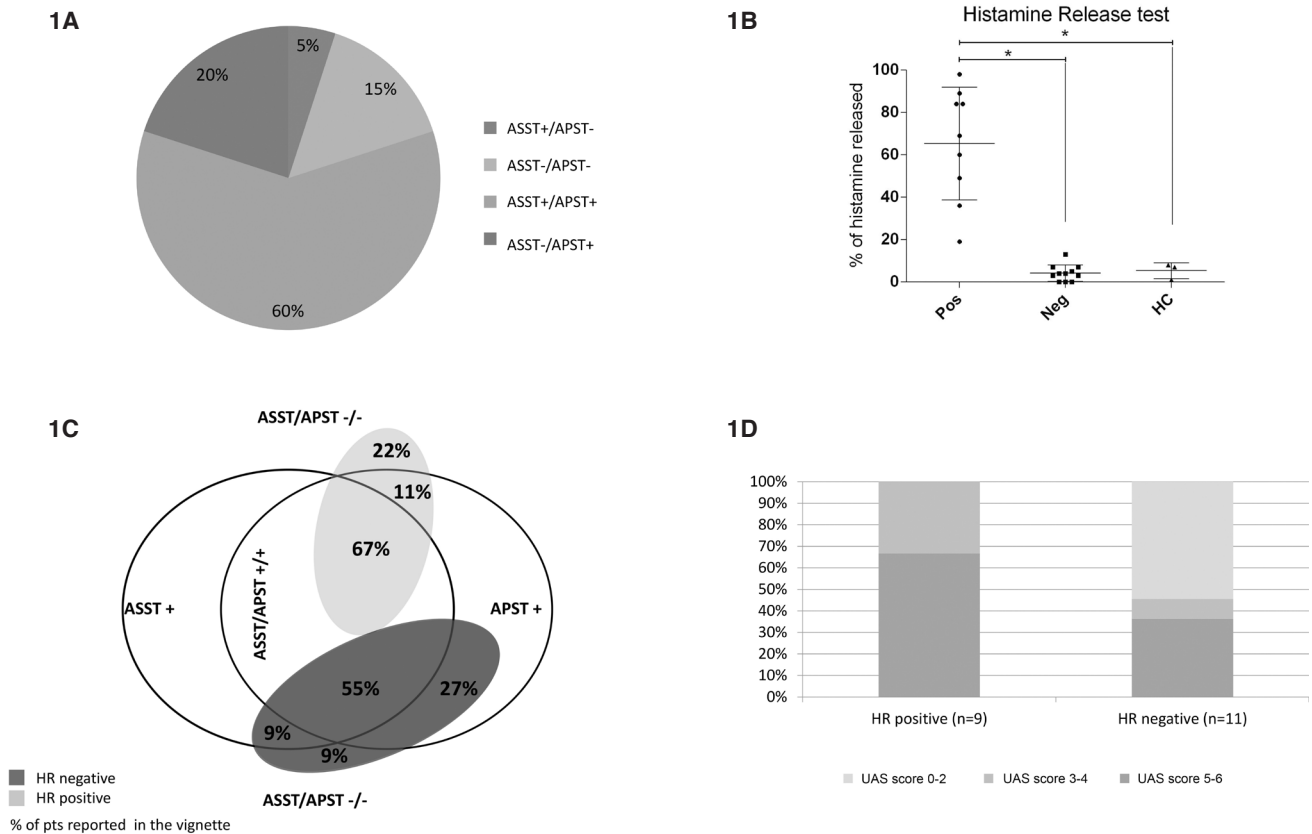 1A
5%
15%
20%
60%
ASST+/APST-
ASST-/APST-
ASST+/APST+
ASST-/APST+
1B
Histamine Release test
*
*
% of histamine released
100
80
60
40
20
0
Pos
Neg
HC
1C
ASST/APST -/-
22%
11%
67%
ASST +
ASST/APST +/+
APST +
55%
27%
9%
9%
ASST/APST -/-
HR negative
HR positive
% of pts reported in the vignette
1D
100%
90%
80%
70%
60%
50%
40%
30%
20%
10%
0%
HR positive (n=9)
HR negative (n=11)
UAS score 0-2
UAS score 3-4
UAS score 5-6